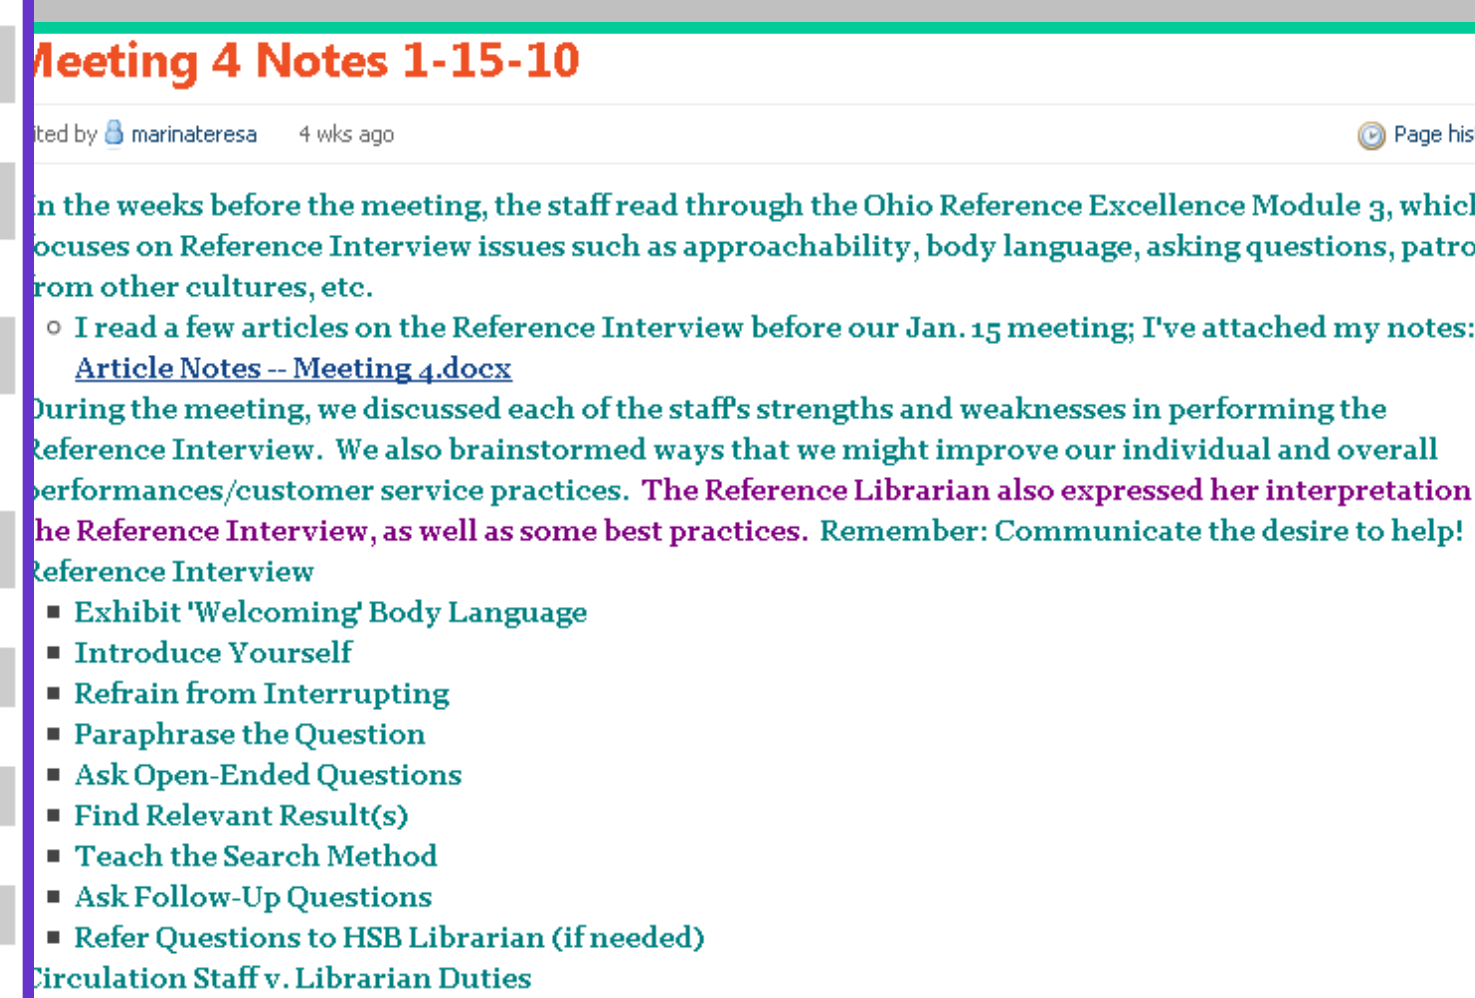 Meeting 4 Notes 1-15-10
ited by marinateresa 4 wks ago Page his
In the weeks before the meeting, the staff read through the Ohio Reference Excellence Module 3, which
focuses on Reference Interview issues such as approachability, body language, asking questions, patro
from other cultures, etc.
I read a few articles on the Reference Interview before our Jan. 15 meeting; I've attached my notes:
Article Notes -- Meeting 4.docx
During the meeting, we discussed each of the staff's strengths and weaknesses in performing the
Reference Interview. We also brainstormed ways that we might improve our individual and overall
performances/customer service practices. The Reference Librarian also expressed her interpretation
he Reference Interview, as well as some best practices. Remember: Communicate the desire to help!
Reference Interview
Exhibit 'Welcoming' Body Language
Introduce Yourself
Refrain from Interrupting
Paraphrase the Question
Ask Open-Ended Questions
Find Relevant Result(s)
Teach the Search Method
Ask Follow-Up Questions
Refer Questions to HSB Librarian (if needed)
Circulation Staff v. Librarian Duties